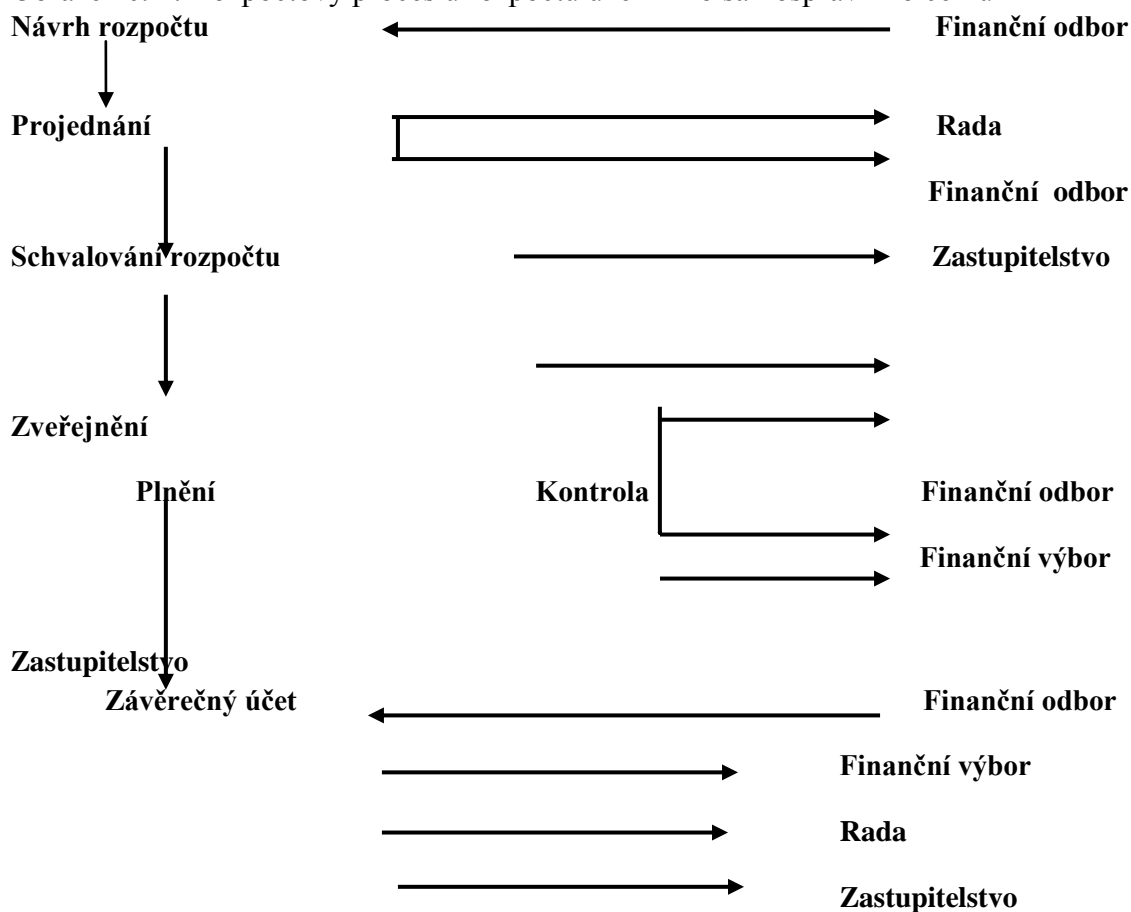 Návrh rozpočtu Finanční odbor
Projednání Rada
Finanční odbor
Schvalování rozpočtu Zastupitelstvo
Zveřejnění
Plnění Kontrola Finanční odbor
Finanční výbor
Zastupitelstvo
Závěrečný účet Finanční odbor
Finanční výbor
Rada
Zastupitelstvo